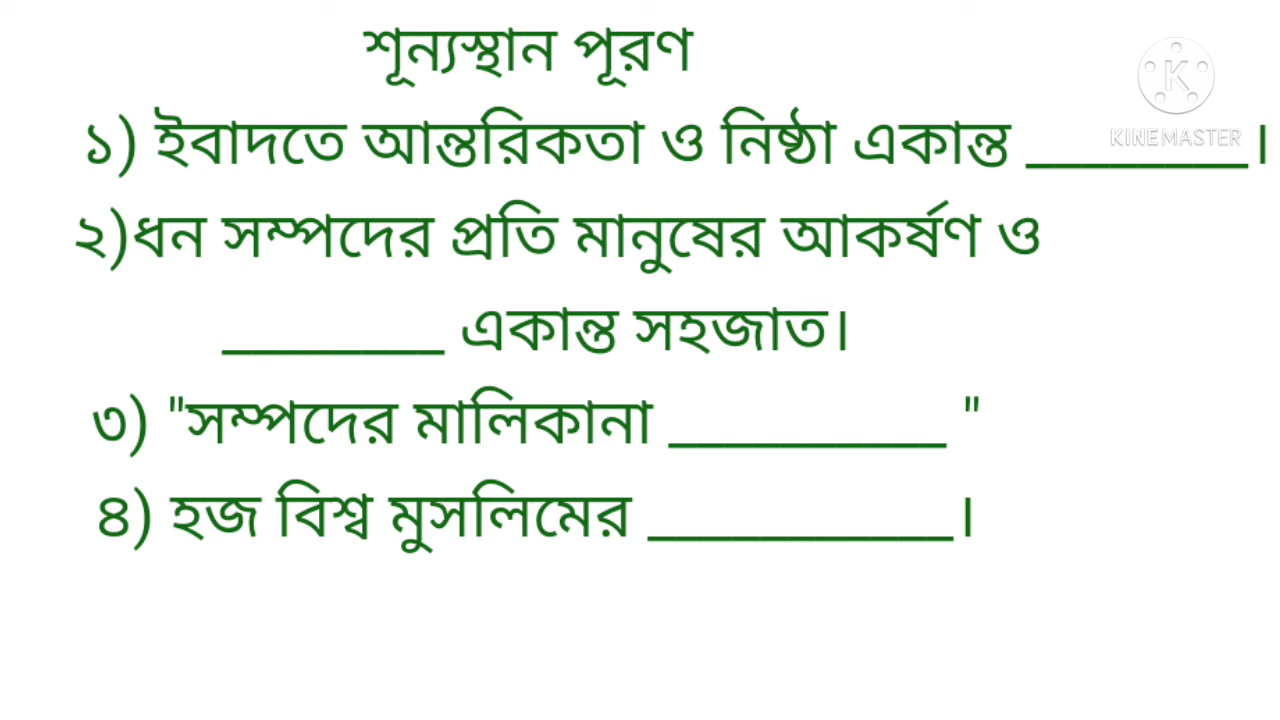 শূন্যস্থান পূরণ
১) ইবাদতে আন্তরিকতা ও নিষ্ঠা একান্ত ________।
২)ধন সম্পদের প্রতি মানুষের আকর্ষণ ও
________ একান্ত সহজাত।
৩) "সম্পদের মালিকানা __________ "
৪) হজ বিশ্ব মুসলিমের ___________।
K
KINEMASTER